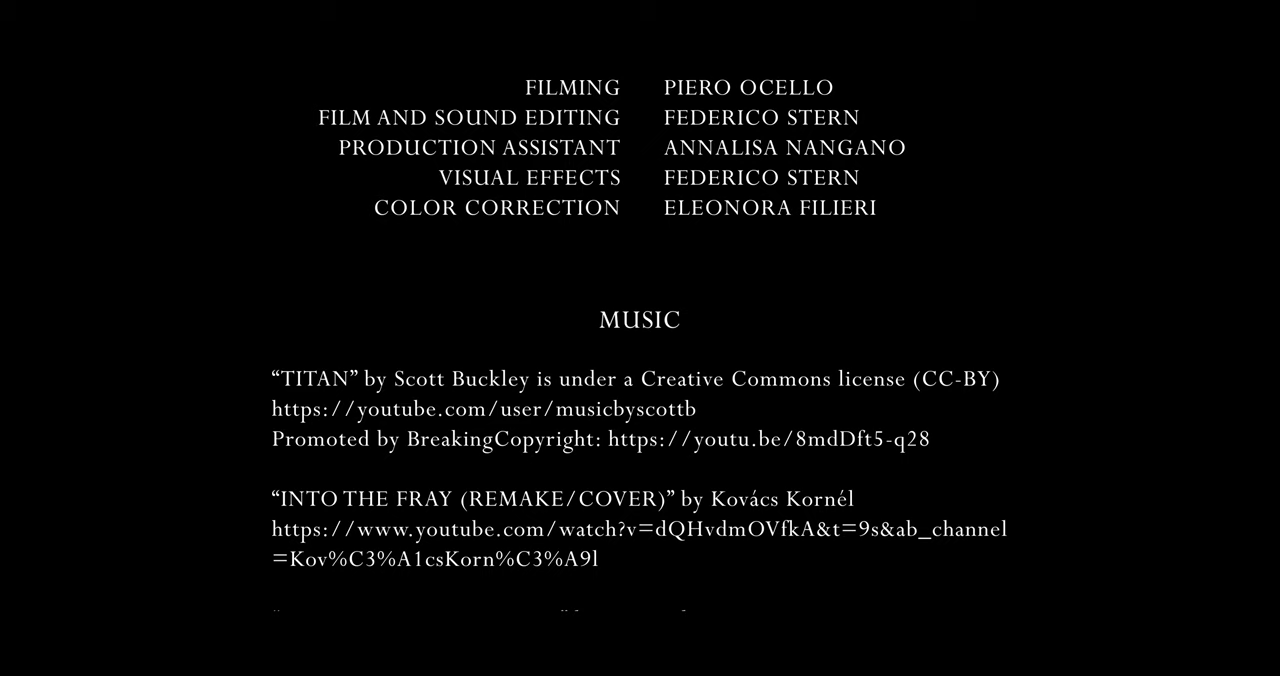 FILMING PIERO OCELLO
FILM AND SOUND EDITING FEDERICO STERN
PRODUCTION ASSISTANT ANNALISA NANGANO
VISUAL EFFECTS FEDERICO STERN
COLOR CORRECTION ELEONORA FILIERI
MUSIC
“TITAN” by Scott Buckley is under a Creative Commons license (CC-BY)
https://youtube.com/user/musicbyscottb
Promoted by BreakingCopyright: https://youtu.be/8mdDft5-q28
“INTO THE FRAY (REMAKE/COVER)” by Kovács Kornél
https://www.youtube.com/watch?v=dQHvdmOVfkA&t=9s&ab_channel
=Kov%C3%A1csKorn%C3%A9l